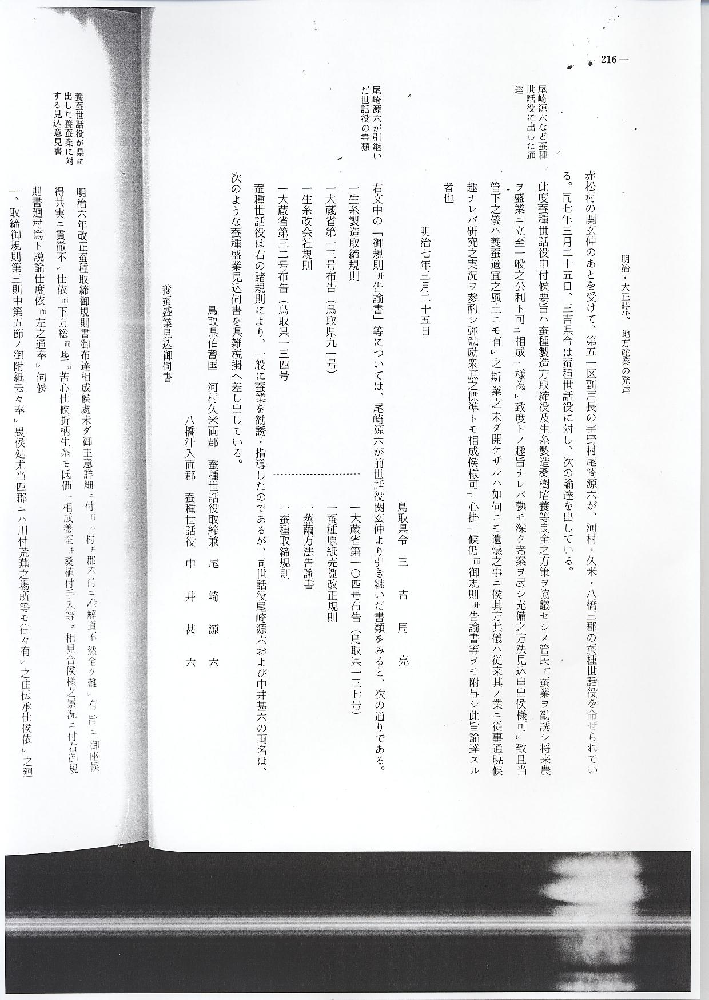 ― 216 ―
明治・大正時代　地方産業の発達
赤松村の関玄仲のあとを受けて、第五一区副戸長の宇野村尾崎源六が、河村・久米・八橋三郡の蚕種世話役を命ぜられてい
る。同七年三月二十五日、三吉県令は蚕種世話役に対し、次の諭達を出している。
尾崎源六など蚕種
世話役に出した通
達
此度蚕種世話役申付候要旨ハ蚕種製造方取締役及生糸製造桑樹培養等良全之方策ヲ協議セシメ管民江蚕業ヲ勧誘シ将来農
ヲ盛業ニ立至一般之公利ト可ニ相成一様為レ致度トノ趣旨ナレバ孰モ深ク考案ヲ尽シ充備之方法見込申出候様可レ致且当
管下之儀ハ養蚕適宜之風土ニモ有レ之斯業之未ダ開ケザルハ如何ニモ遺憾之事ニ候其方共儀ハ従来其ノ業ニ従事通暁候
趣ナレバ研究之実況ヲ参酌シ弥勉励衆庶之標準トモ相成候様可ニ心掛一候仍而御規則并告諭書等ヲモ附与シ此旨諭達スル
者也
明治七年三月二十五日
鳥取県令　三吉周亮
尾崎源六が引継い
だ世話役の書類
右文中の「御規則并告諭書」等については、尾崎源六が前世話役関玄仲より引き継いだ書類をみると、次の通りである。
一生糸製造取締規則
一大蔵省第一〇四号布告（鳥取県一三七号）
一大蔵省第一三号布告（鳥取県九一号）
一蚕種原紙売捌改正規則
一生糸改会社規則
一蒸繭方法告諭書
一大蔵省第三二号布告（鳥取県一三四号
一蚕種取締規則
蚕種世話役は右の諸規則により、一般に蚕業を勧誘・指導したのであるが、同世話役尾崎源六および中井甚六の両名は、
次のような蚕種盛業見込伺書を県雑税掛へ差し出している。
鳥取県伯耆国　河村久米両郡　蚕種世話役取締兼　尾崎源六
八橋汗入両郡　蚕種世話役　中井甚六
養蚕盛業見込御伺書
養蚕世話役が県に
出した養蚕業に対
する見込意見書
明治六年改正蚕種取締御規則書御布達相成候處未ダ御主意詳細ニ付而ハ村并郡不肖ニ解道不然全ク難レ有旨ニ御座候
得共実ニ貫徹不レ仕依而下方総而些カ苦心仕候折柄生糸モ低価ニ相成養蚕并桑植付手入等ェ相見合候様之景況ニ付右御規
則書廻村篤ト説諭仕度依而左之通奉レ伺候
一、取締御規則第三則中第五節ノ御附紙云々奉レ畏候処尤当四郡ニハ川付荒蕪之場所等モ往々有レ之由伝承仕候依レ之廻